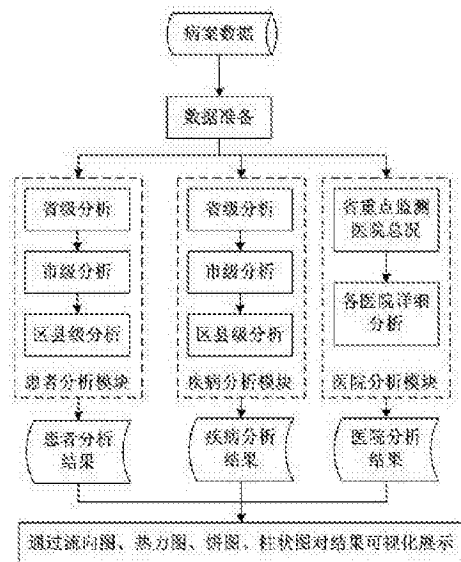 病案数据
数据准备
省级分析
市级分析
区县级分析
患者分析模块
省级分析
市级分析
区县级分析
疾病分析模块
省重点监测
医院总况
各医院详细
分析
医院分析模块
患者分析
结果
疾病分析
结果
医院分析
结果
通过流向图、热力图、饼图、柱状图对结果可视化展示